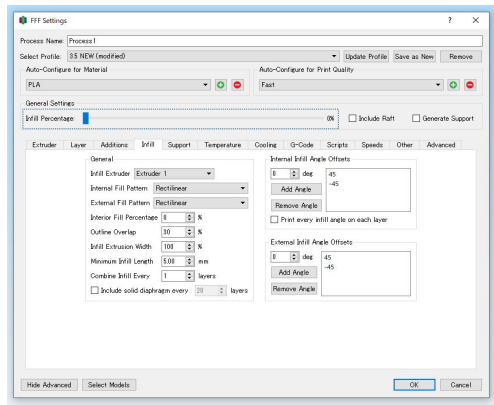 FFF Settings
Process Name: Process1
Select Profile: 3.5 NEW (modified) Update Profile Save as New Remove
Auto-Configure for Material Auto-Configure for Print Quality
PLA Fast
General Settings
Infill Percentage: 0% Include Raft Generate Support
Extruder Layer Additions Infill Support Temperature Cooling G-Code Scripts Speeds Other Advanced
General
Infill Extruder Extruder 1
Internal Fill Pattern Rectilinear
External Fill Pattern Rectilinear
Interior Fill Percentage 0 %
Outline Overlap %
Infill Extrusion Width 100 %
Minimum Infill Length 5.00 mm
Combine Infill Every 1 layers
Include solid diaphragm every 20 layers
Internal Infill Angle Offsets
0 deg 45
-45
Add Angle
Remove Angle
Print every infill angle on each layer
External Infill Angle Offsets
0 deg 45
-45
Add Angle
Remove Angle
Hide Advanced Select Models OK Cancel